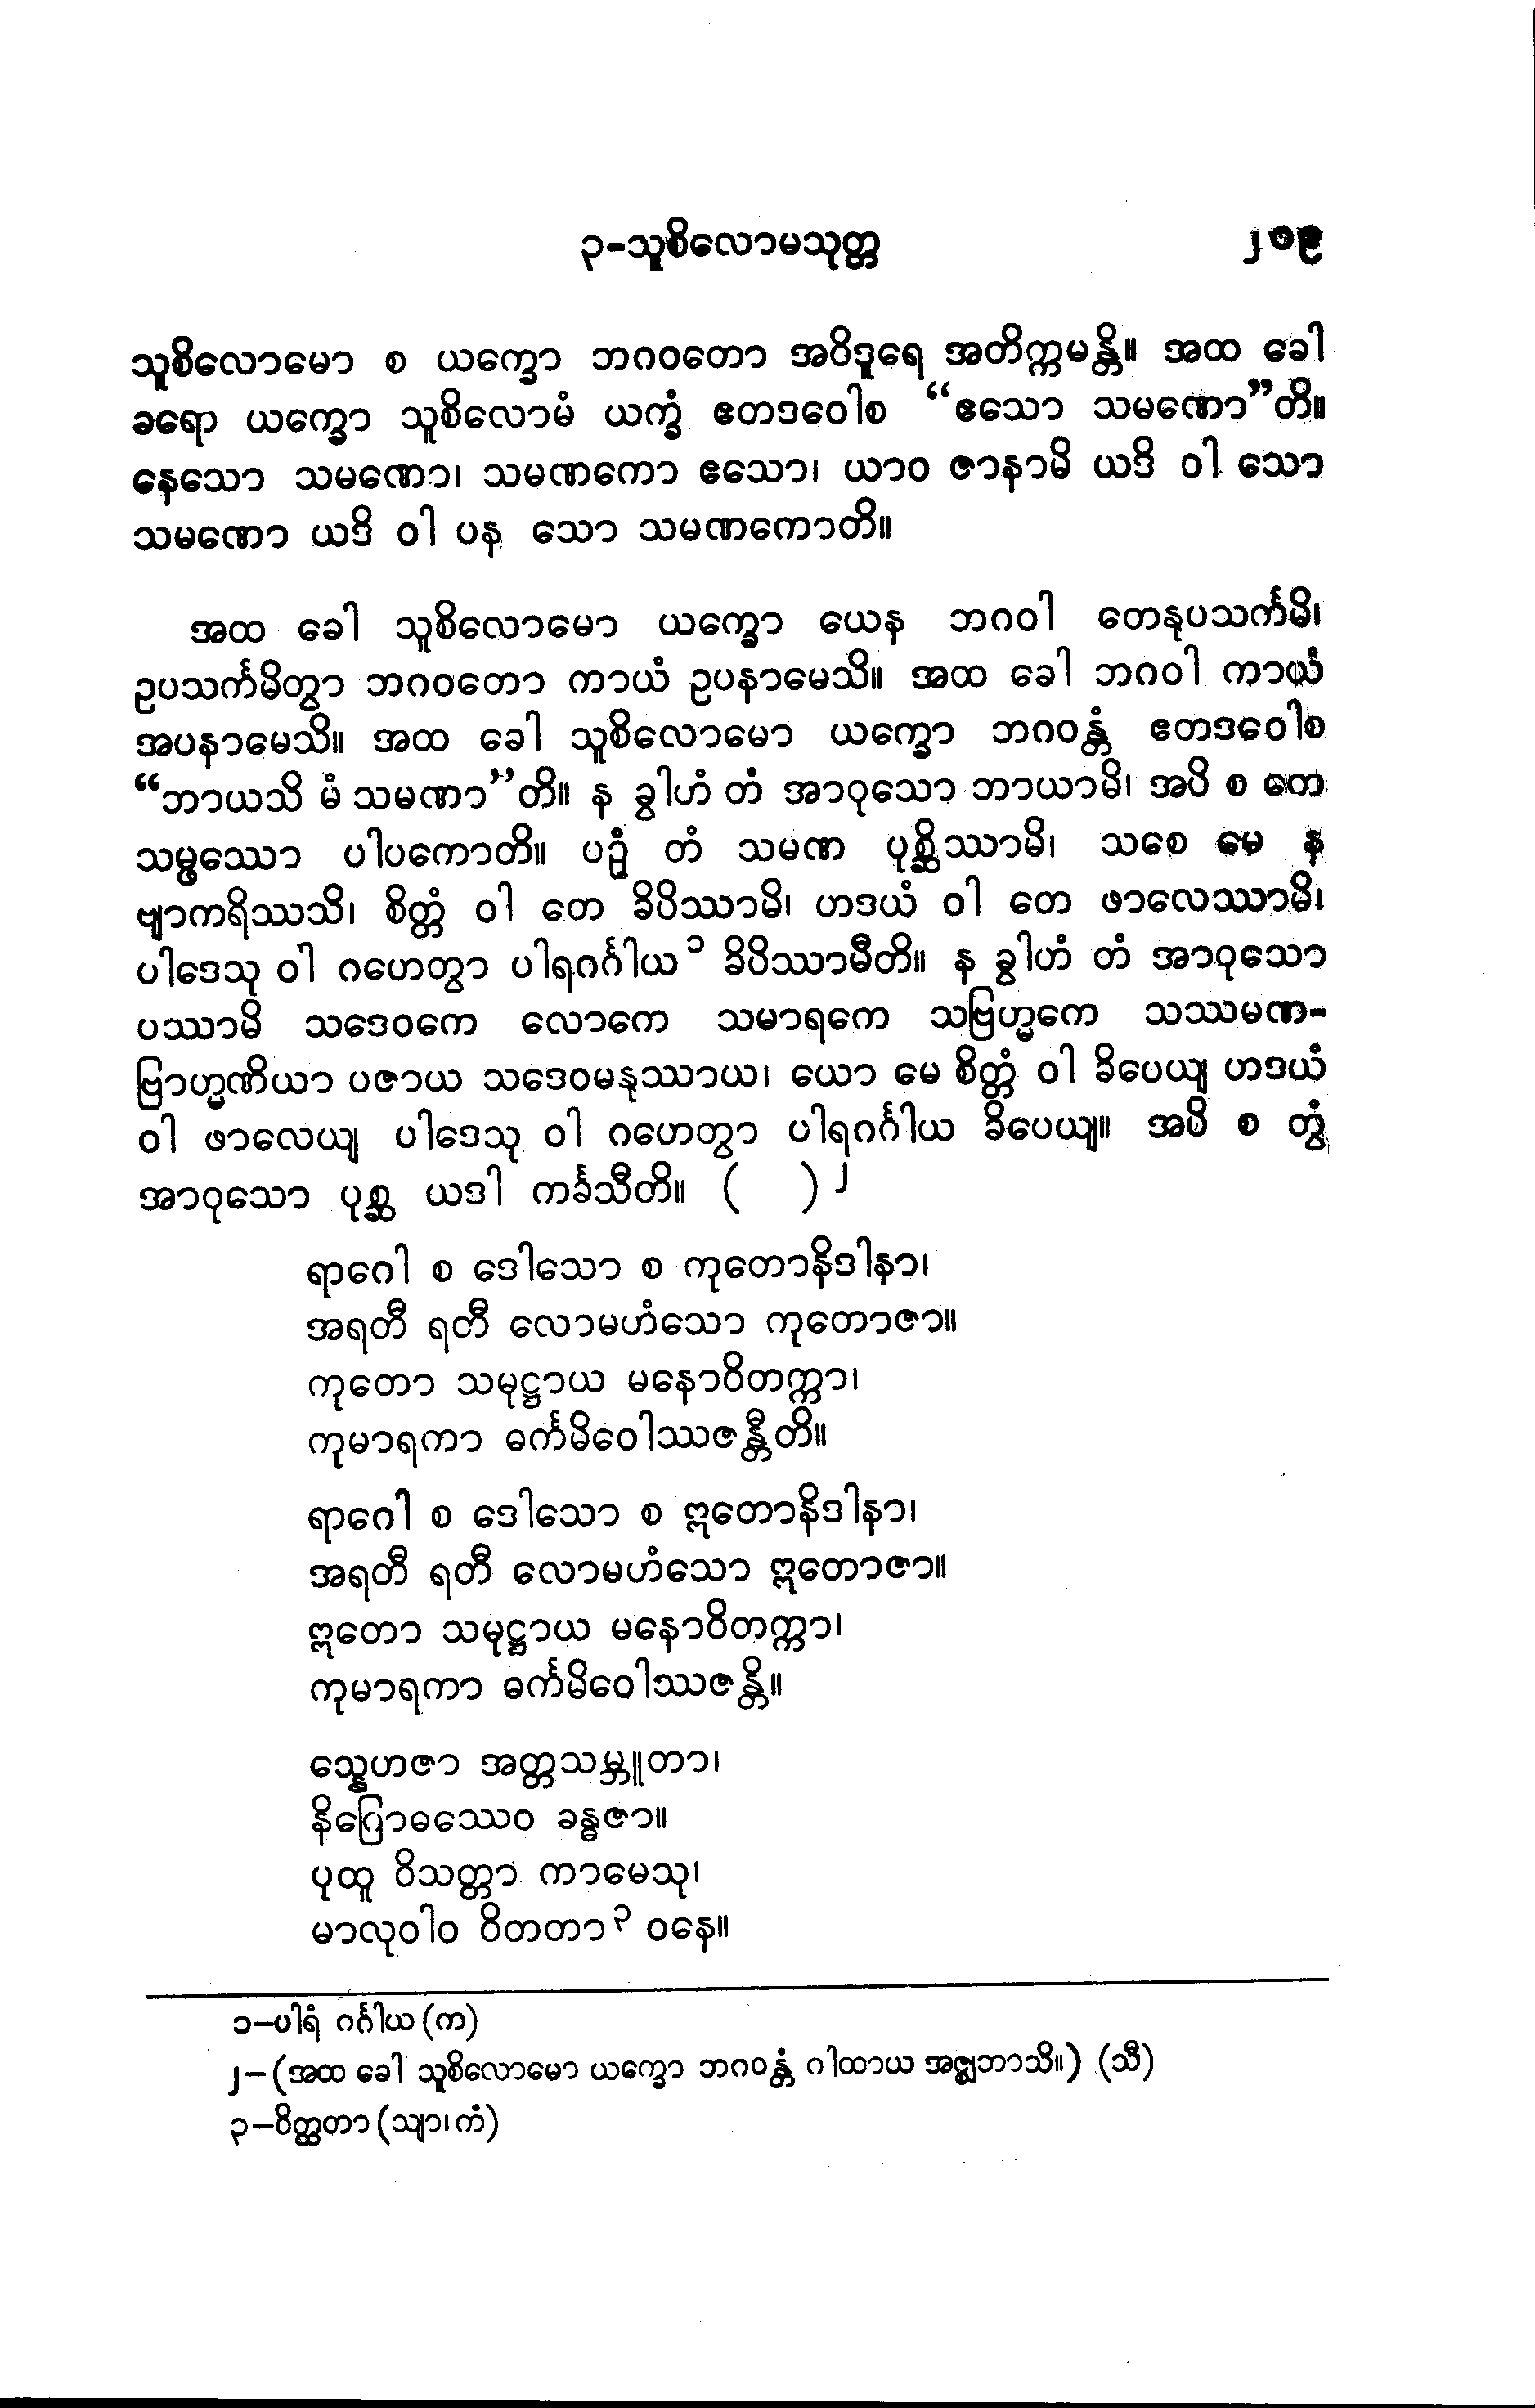 ၃-သူစိလောမသုတ္တ ၂၀၉
သူစိလောမော စ ယက္ခော ဘဂဝတော အဝိဒူရေ အတိက္ကမန္တိ။ အထ ခေါ
ခရော ယက္ခော သူစိလောမံ ယက္ခံ ဧတဒဝေါစ “ဧသော သမဏော”တိ။
နေသော သမဏော၊ သမဏကော ဧသော၊ ယာဝ ဇာနာမိ ယဒိ ဝါ သော
သမဏော ယဒိ ဝါ ပန သော သမဏကောတိ။
အထ ခေါ သူစိလောမော ယက္ခော ယေန ဘဂဝါ တေနုပသင်္ကမိ၊
ဥပသင်္ကမိတွာ ဘဂဝတော ကာယံ ဥပနာမေသိ။ အထ ခေါ ဘဂဝါ ကာယံ
အပနာမေသိ။ အထ ခေါ သူစိလောမော ယက္ခော ဘဂဝန္တံ ဧတဒဝေါစ
“ဘာယသိ မံ သမဏာ”တိ။ န ခွါဟံ တံ အာဝုသော ဘာယာမိ၊ အပိ စ တေ
သမ္ဖဿော ပါပကောတိ။ ပဉှံ တံ သမဏ ပုစ္ဆိဿာမိ၊ သစေ မေ န
ဗျာကရိဿသိ၊ စိတ္တံ ဝါ တေ ခိပိဿာမိ၊ ဟဒယံ ဝါ တေ ဖာလေဿာမိ၊
ပါဒေသု ဝါ ဂဟေတွာ ပါရဂင်္ဂါယ ၁ ခိပိဿာမီတိ။ န ခွါဟံ တံ အာဝုသော
ပဿာမိ သဒေဝကေ လောကေ သမာရကေ သဗြဟ္မကေ သဿမဏ-
ဗြာဟ္မဏိယာ ပဇာယ သဒေဝမနုဿာယ၊ ယော မေ စိတ္တံ ဝါ ခိပေယျ ဟဒယံ
ဝါ ဖာလေယျ ပါဒေသု ဝါ ဂဟေတွာ ပါရဂင်္ဂါယ ခိပေယျ။ အပိ စ တွံ
အာဝုသော ပုစ္ဆ ယဒါ ကင်္ခသီတိ။ ( ) ၂
ရာဂေါ စ ဒေါသော စ ကုတောနိဒါနာ၊
အရတီ ရတီ လောမဟံသော ကုတောဇာ။
ကုတော သမုဋ္ဌာယ မနောဝိတက္ကာ၊
ကုမာရကာ ဓင်္ကမိဝေါဿဇန္တီတိ။
ရာဂေါ စ ဒေါသော စ ဣတောနိဒါနာ၊
အရတီ ရတီ လောမဟံသော ဣတောဇာ။
ဣတော သမုဋ္ဌာယ မနောဝိတက္ကာ၊
ကုမာရကာ ဓင်္ကမိဝေါဿဇန္တိ။
သ္နေဟဇာ အတ္တသမ္ဘူတာ၊
နိဂြောဓဿေဝ ခန္ဓဇာ။
ပုထူ ဝိသတ္တာ ကာမေသု၊
မာလုဝါဝ ဝိတတာ ၃ ဝနေ။
၁–ပါရံ ဂင်္ဂါယ (က)
၂–(အထ ခေါ သူစိလောမော ယက္ခော ဘဂဝန္တံ ဂါထာယ အဇ္ဈဘာသိ။) (သီ)
၃–ဝိတ္ထတာ (သျာ၊ ကံ)